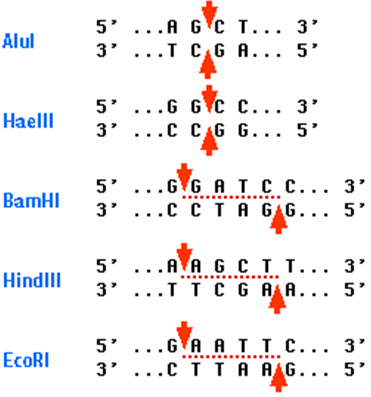 5' ...A G C T... 3'
AluI
3' ...T C G A... 5'
5' ...G G C C... 3'
HaeIII
3' ...C C G G... 5'
5' ...G G A T C C... 3'
BamHI
3' ...C C T A G G... 5'
5' ...A A G C T T... 3'
HindIII
3' ...T T C G A A... 5'
5' ...G A A T T C... 3'
EcoRI
3' ...C T T A A G... 5'